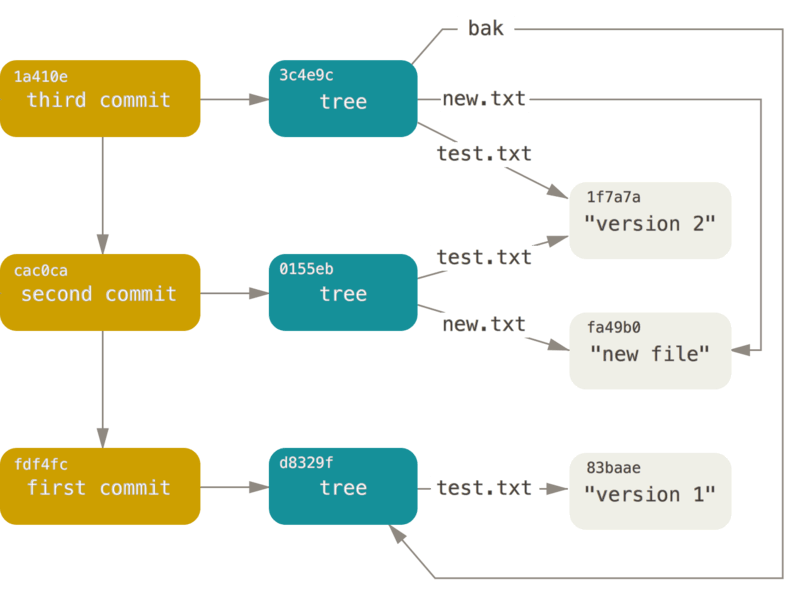 bak
1a410e
third commit
3c4e9c
tree
new.txt
test.txt
1f7a7a
"version 2"
cac0ca
second commit
0155eb
tree
test.txt
new.txt
fa49b0
"new file"
fdf4fc
first commit
d8329f
tree
test.txt
83baae
"version 1"